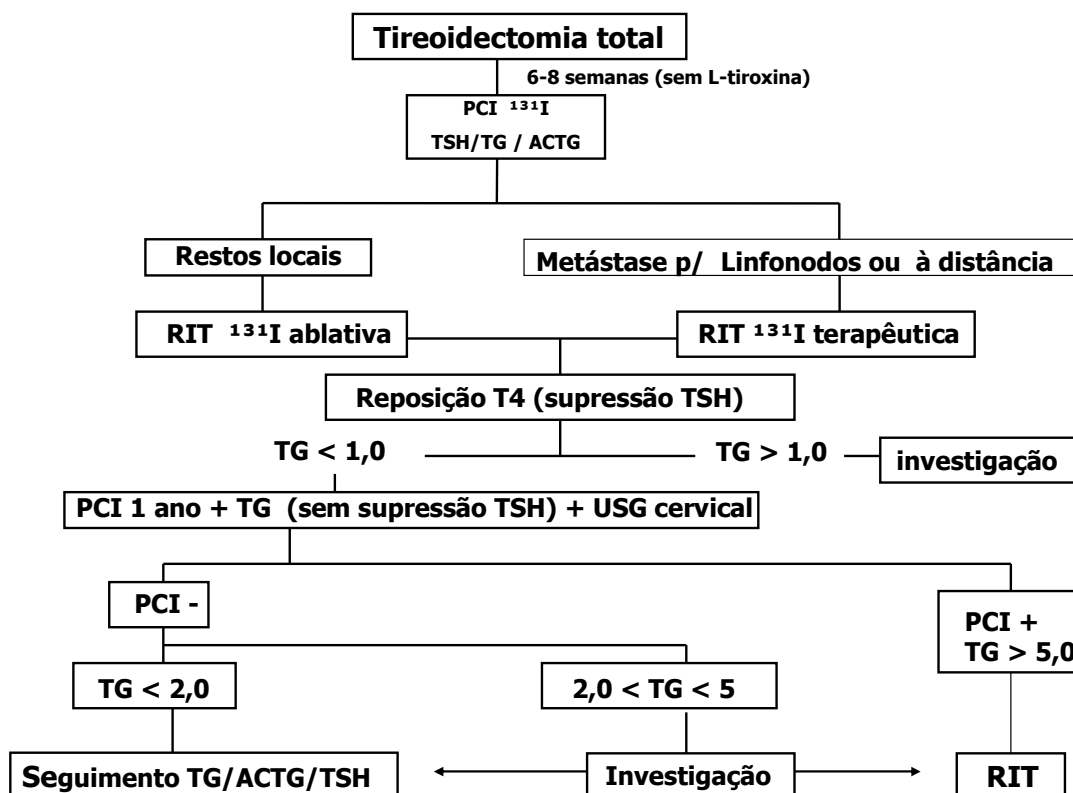 Tireoidectomia total
6-8 semanas (sem L-tiroxina)
PCI ¹³¹I
TSH/TG / ACTG
Restos locais
Metástase p/ Linfonodos ou à distância
RIT ¹³¹I ablativa
RIT ¹³¹I terapêutica
Reposição T4 (supressão TSH)
TG < 1,0
TG > 1,0
investigação
PCI 1 ano + TG (sem supressão TSH) + USG cervical
PCI -
PCI +
TG > 5,0
TG < 2,0
2,0 < TG < 5
Seguimento TG/ACTG/TSH
Investigação
RIT